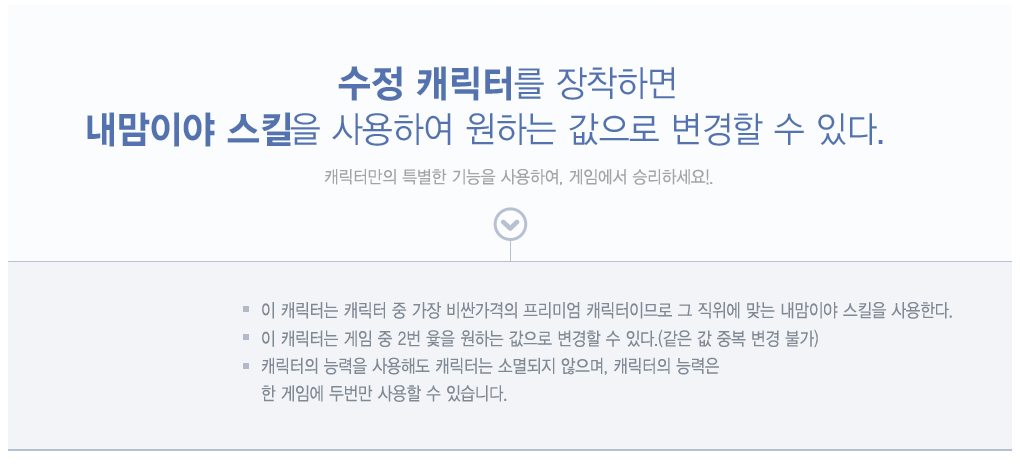 수정 캐릭터를 장착하면
내맘이야 스킬을 사용하여 원하는 값으로 변경할 수 있다.
캐릭터만의 특별한 기능을 사용하여, 게임에서 승리하세요!.
이 캐릭터는 캐릭터 중 가장 비싼가격의 프리미엄 캐릭터이므로 그 직위에 맞는 내맘이야 스킬을 사용한다.
이 캐릭터는 게임 중 2번 윷을 원하는 값으로 변경할 수 있다.(같은 값 중복 변경 불가)
캐릭터의 능력을 사용해도 캐릭터는 소멸되지 않으며, 캐릭터의 능력은
한 게임에 두번만 사용할 수 있습니다.